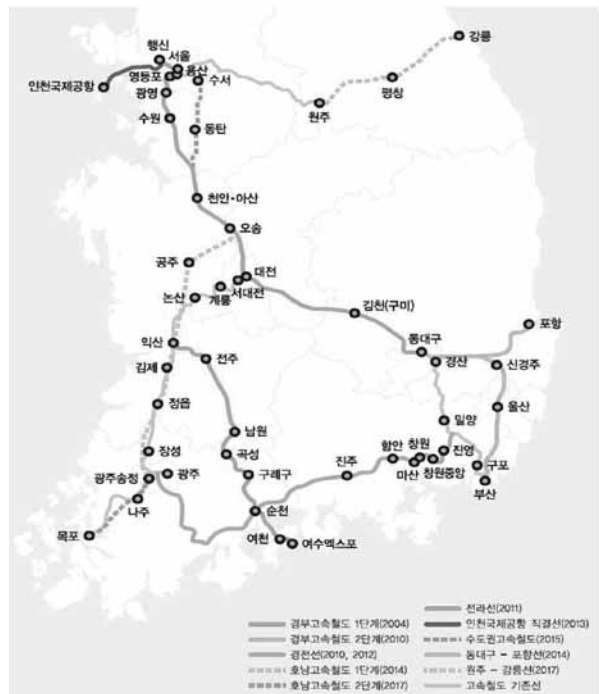 강릉
행신
서울
용산
영등포
수서
평창
인천국제공항
광명
원주
수원
동탄
천안·아산
오송
공주
대전
서대전
계룡
논산
김천(구미)
포항
동대구
익산
전주
경산
신경주
김제
정읍
울산
밀양
남원
장성
곡성
함안
창원
진영
진주
구례구
광주송정
광주
마산
창원중앙
구포
부산
나주
순천
목포
여천
여수엑스포
전라선(2011)
경부고속철도 1단계(2004)
인천국제공항 직결선(2013)
경부고속철도 2단계(2010)
수도권고속철도(2015)
경전선(2010, 2012)
동대구 - 포항선(2014)
호남고속철도 1단계(2014)
원주 - 강릉선(2017)
호남고속철도 2단계(2017)
고속철도 기존선